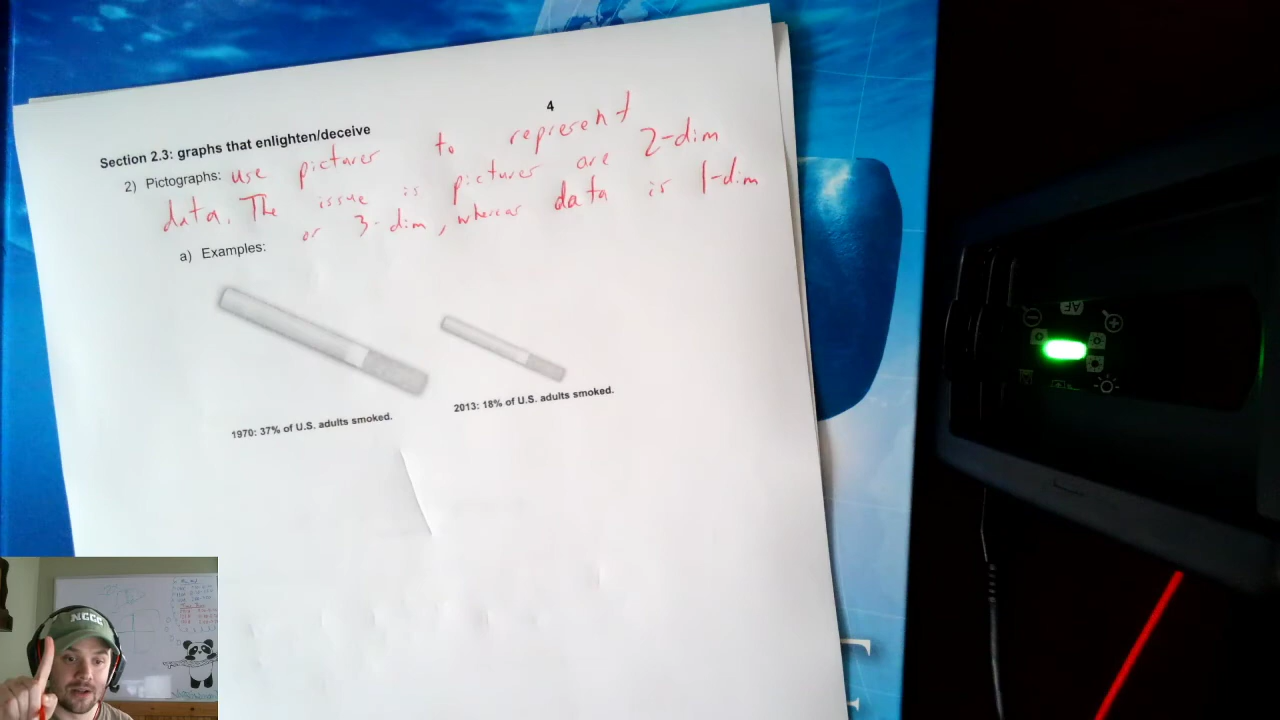 4
Section 2.3: graphs that enlighten/deceive
2) Pictographs: use pictures to represent
data. The issue is pictures are 2-dim
or 3-dim, whereas data is 1-dim
a) Examples:
1970: 37% of U.S. adults smoked.
2013: 18% of U.S. adults smoked.
AF
NGCC